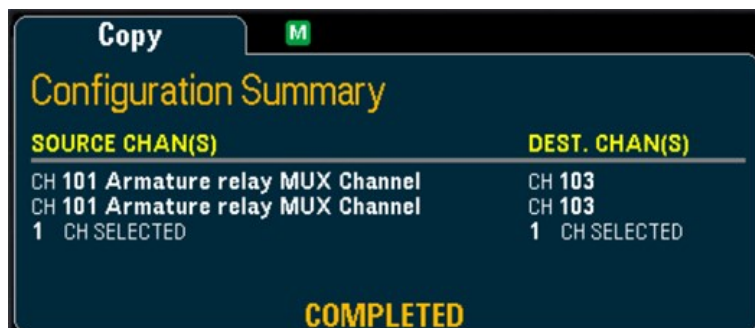 Copy M
Configuration Summary
SOURCE CHAN(S) DEST. CHAN(S)
CH 101 Armature relay MUX Channel CH 103
CH 101 Armature relay MUX Channel CH 103
1 CH SELECTED 1 CH SELECTED
COMPLETED